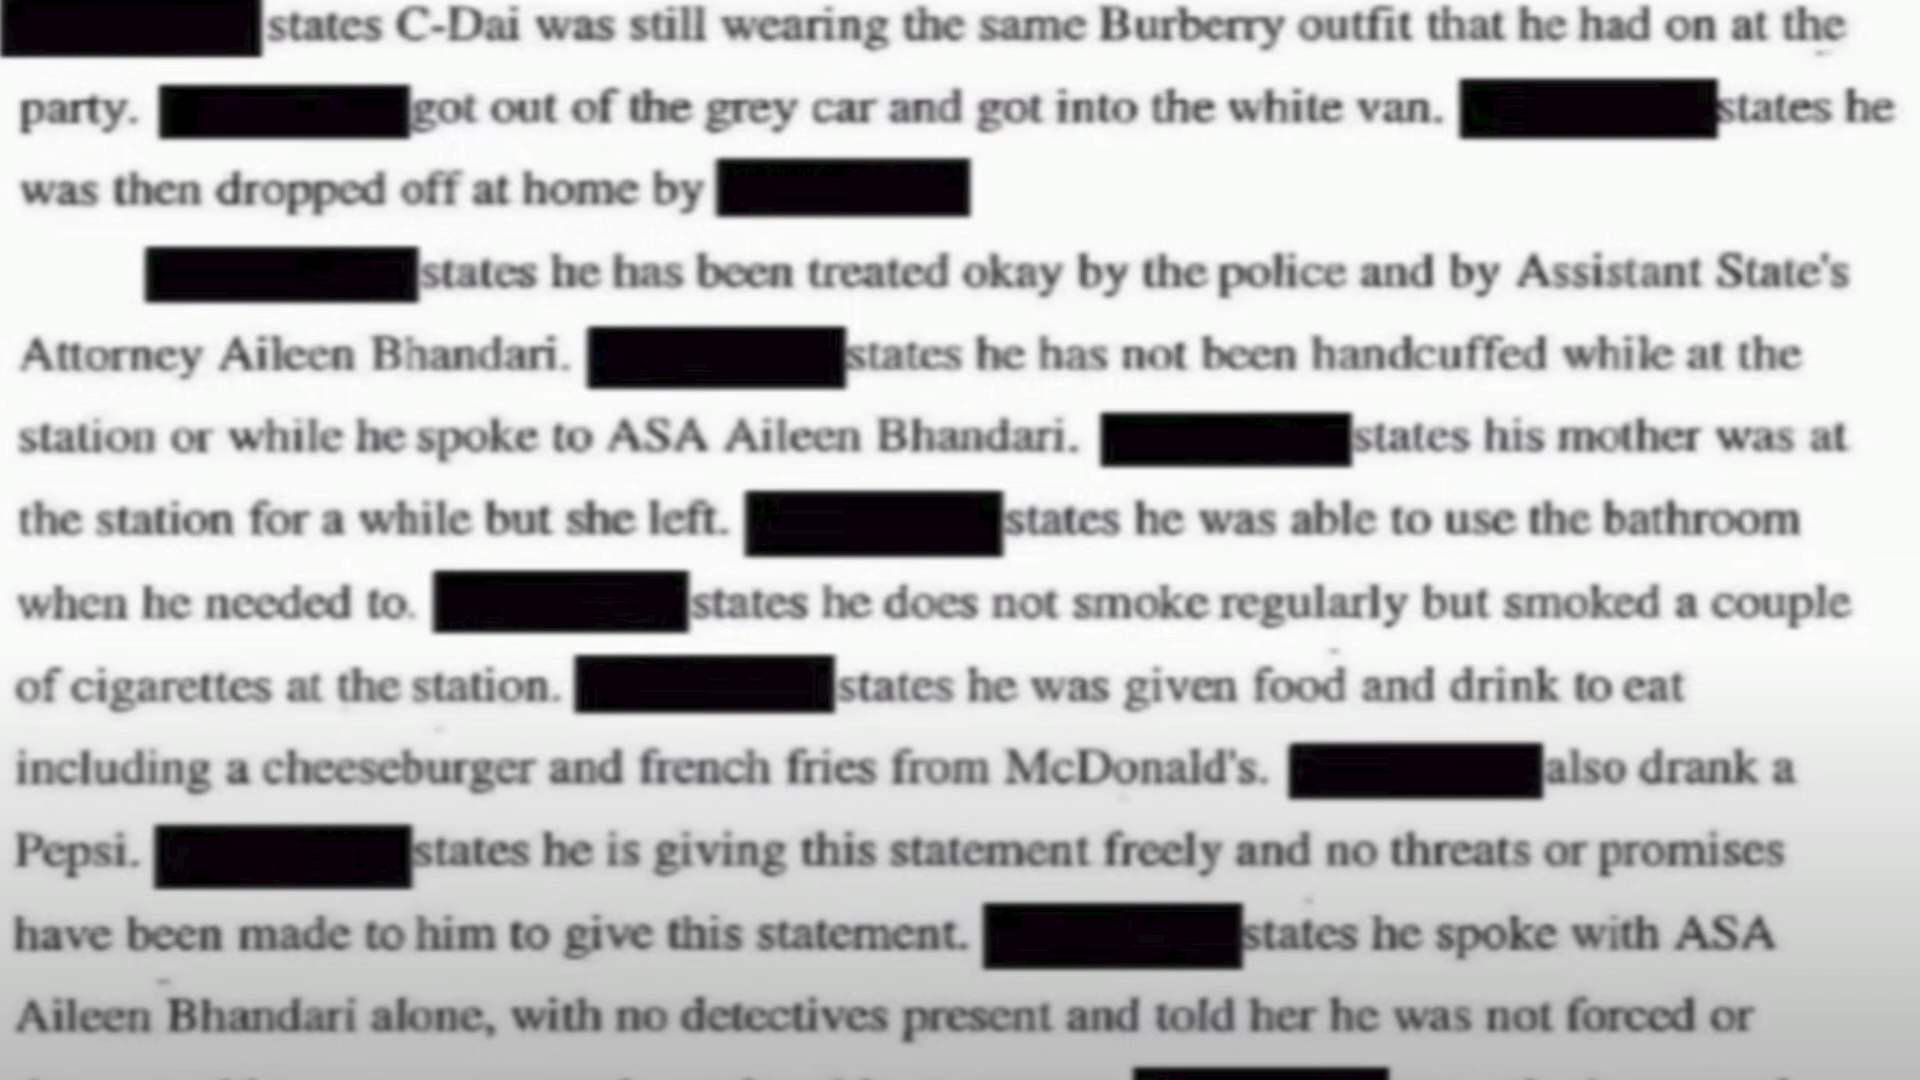 states C-Dai was still wearing the same Burberry outfit that he had on at the
party. got out of the grey car and got into the white van. states he
was then dropped off at home by
states he has been treated okay by the police and by Assistant State's
Attorney Aileen Bhandari. states he has not been handcuffed while at the
station or while he spoke to ASA Aileen Bhandari. states his mother was at
the station for a while but she left. states he was able to use the bathroom
when he needed to. states he does not smoke regularly but smoked a couple
of cigarettes at the station. states he was given food and drink to eat
including a cheeseburger and french fries from McDonald's. also drank a
Pepsi. states he is giving this statement freely and no threats or promises
have been made to him to give this statement. states he spoke with ASA
Aileen Bhandari alone, with no detectives present and told her he was not forced or